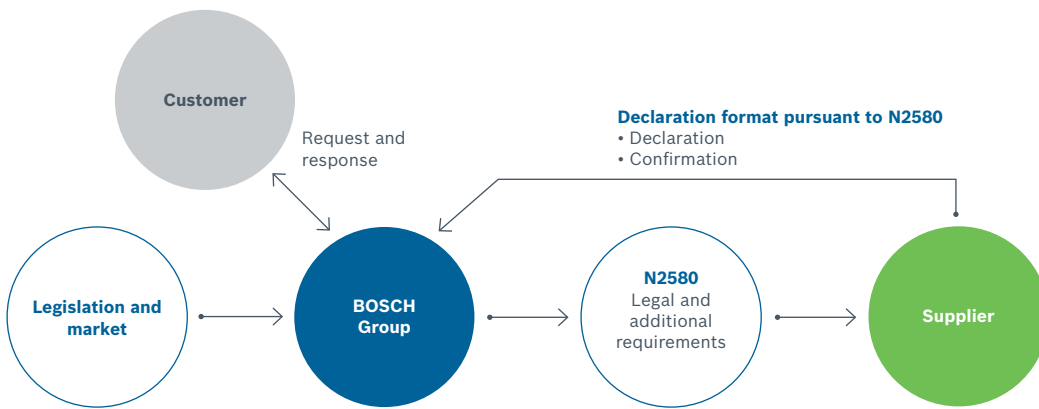 Customer
Request and
response
Declaration format pursuant to N2580
• Declaration
• Confirmation
Legislation and
market
BOSCH
Group
N2580
Legal and
additional
requirements
Supplier